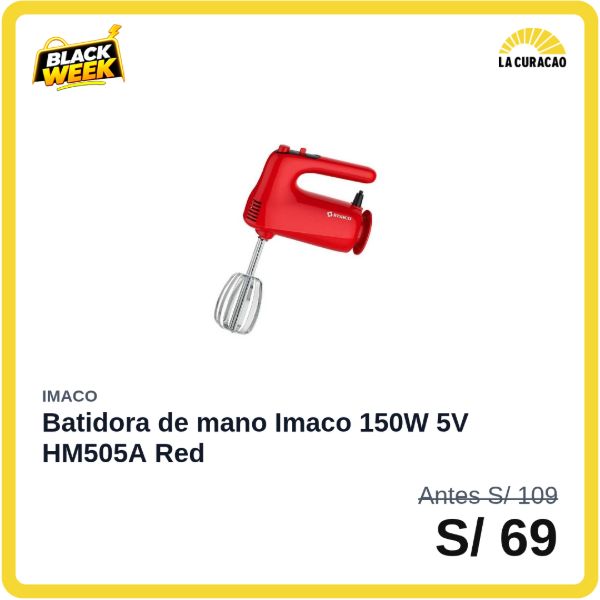 BLACK
WEEK
LA CURACAO
IMACO
IMACO
Batidora de mano Imaco 150W 5V
HM505A Red
Antes S/ 109
S/ 69